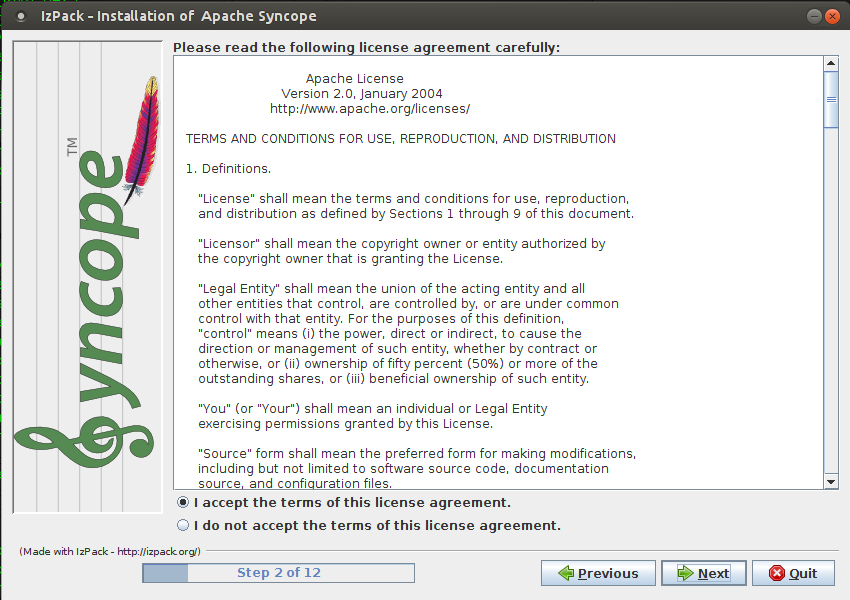 IzPack - Installation of  Apache Syncope
Please read the following license agreement carefully:
Apache License
Version 2.0, January 2004
http://www.apache.org/licenses/
TERMS AND CONDITIONS FOR USE, REPRODUCTION, AND DISTRIBUTION
1. Definitions.
"License" shall mean the terms and conditions for use, reproduction,
and distribution as defined by Sections 1 through 9 of this document.
"Licensor" shall mean the copyright owner or entity authorized by
the copyright owner that is granting the License.
"Legal Entity" shall mean the union of the acting entity and all
other entities that control, are controlled by, or are under common
control with that entity. For the purposes of this definition,
"control" means (i) the power, direct or indirect, to cause the
direction or management of such entity, whether by contract or
otherwise, or (ii) ownership of fifty percent (50%) or more of the
outstanding shares, or (iii) beneficial ownership of such entity.
"You" (or "Your") shall mean an individual or Legal Entity
exercising permissions granted by this License.
"Source" form shall mean the preferred form for making modifications,
including but not limited to software source code, documentation
source, and configuration files.
Syncope TM
I accept the terms of this license agreement.
I do not accept the terms of this license agreement.
(Made with IzPack - http://izpack.org/)
Step 2 of 12
Previous
Next
Quit